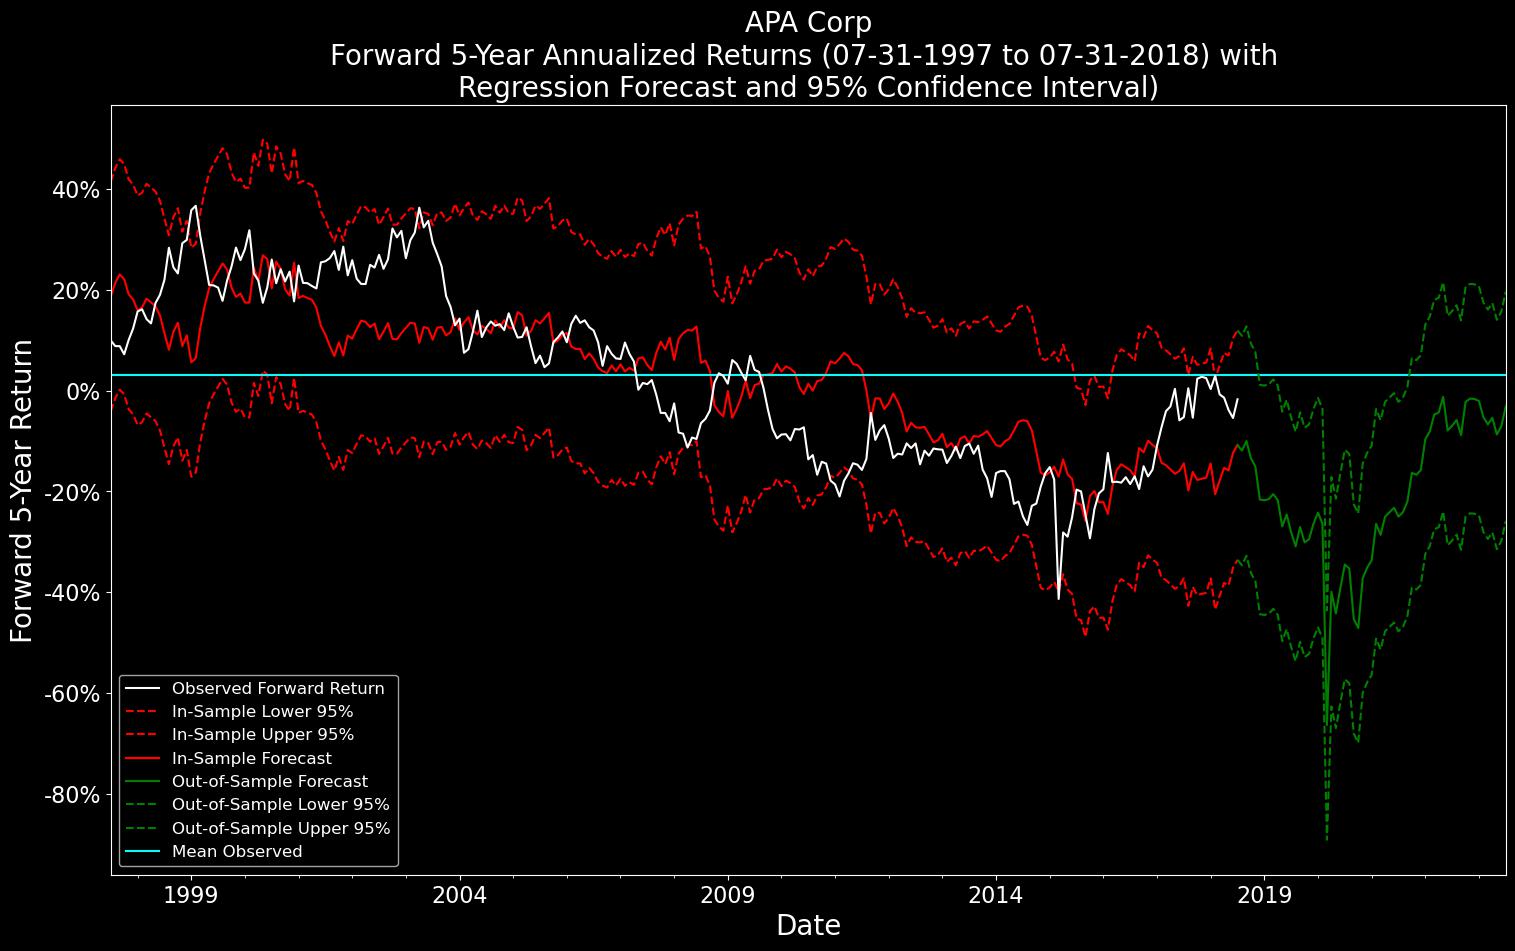 APA Corp
Forward 5-Year Annualized Returns (07-31-1997 to 07-31-2018) with
Regression Forecast and 95% Confidence Interval)
Forward 5-Year Return
40%
20%
0%
-20%
-40%
-60%
-80%
Observed Forward Return
In-Sample Lower 95%
In-Sample Upper 95%
In-Sample Forecast
Out-of-Sample Forecast
Out-of-Sample Lower 95%
Out-of-Sample Upper 95%
Mean Observed
1999 2004 2009 2014 2019
Date